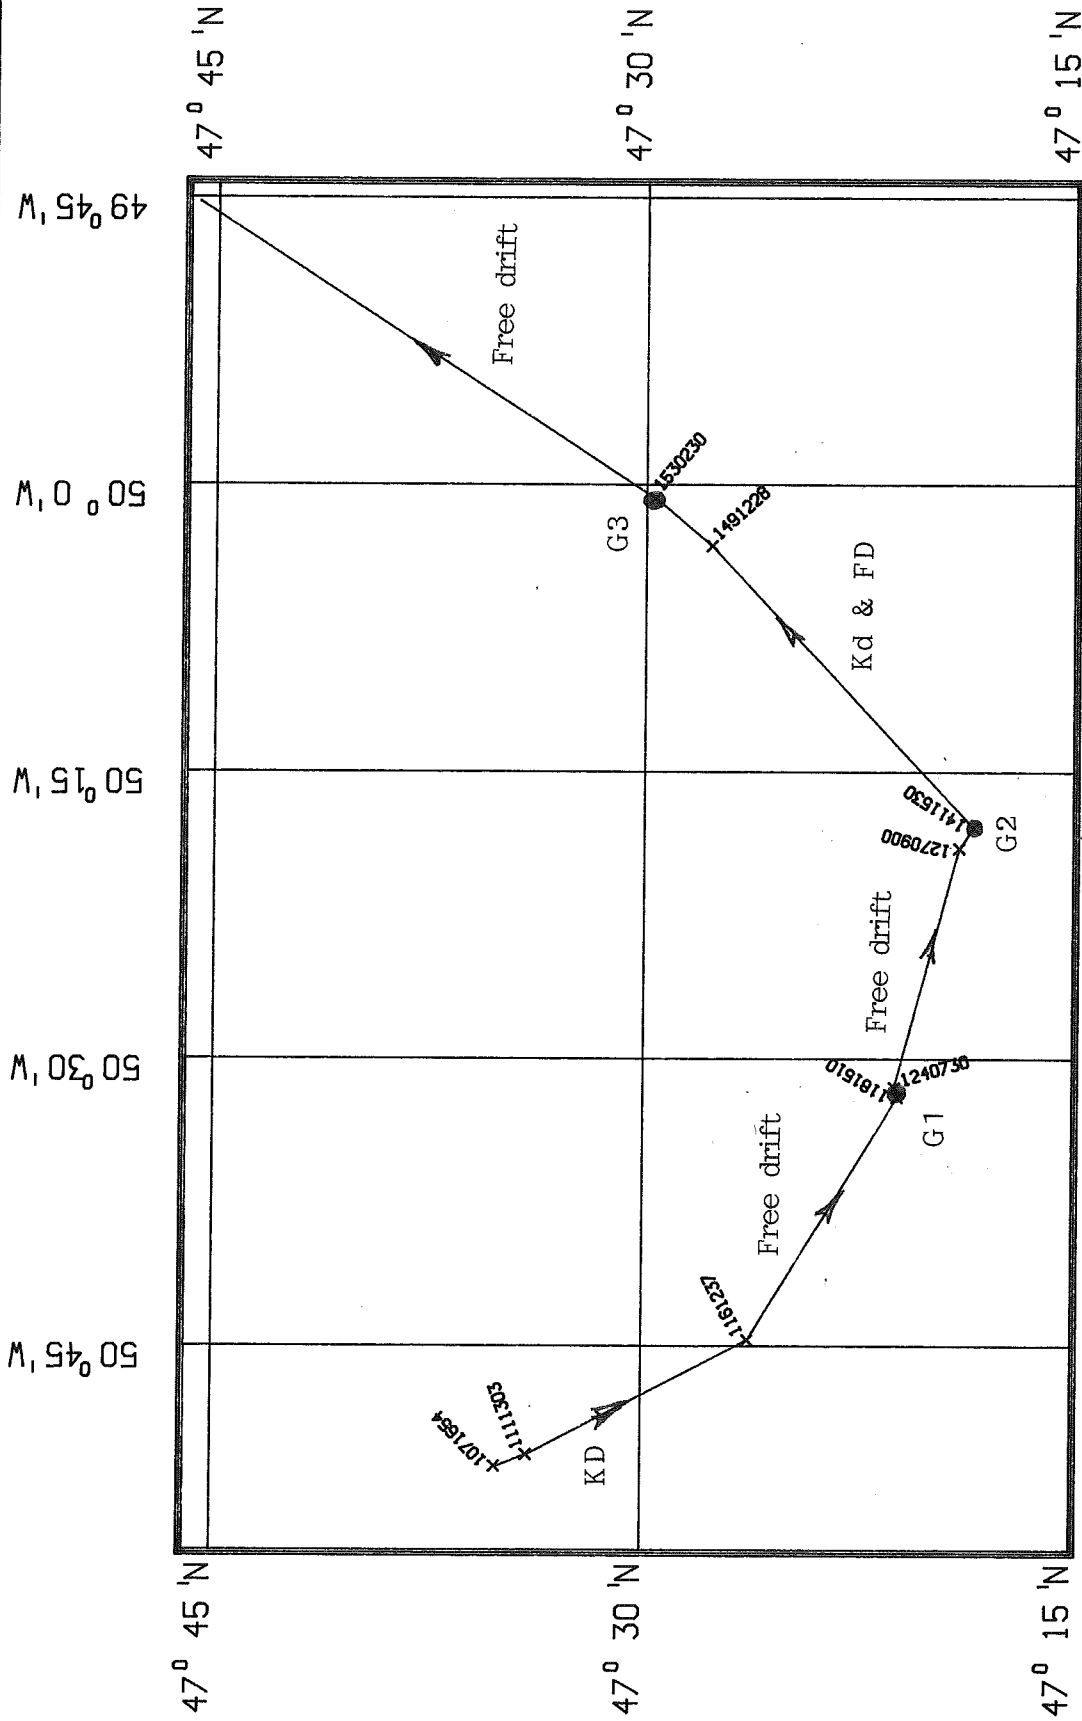 47° 45 'N
47° 30 'N
47° 15 'N
50° 45 'W
50° 30 'W
50° 15 'W
50° 0 'W
49° 45 'W
1071654
1111303
KD
1161237
Free drift
1181510
1240730
G1
Free drift
1270900
1411530
G2
Kd & FD
1491228
1530230
G3
Free drift
47° 45 'N
47° 30 'N
47° 15 'N